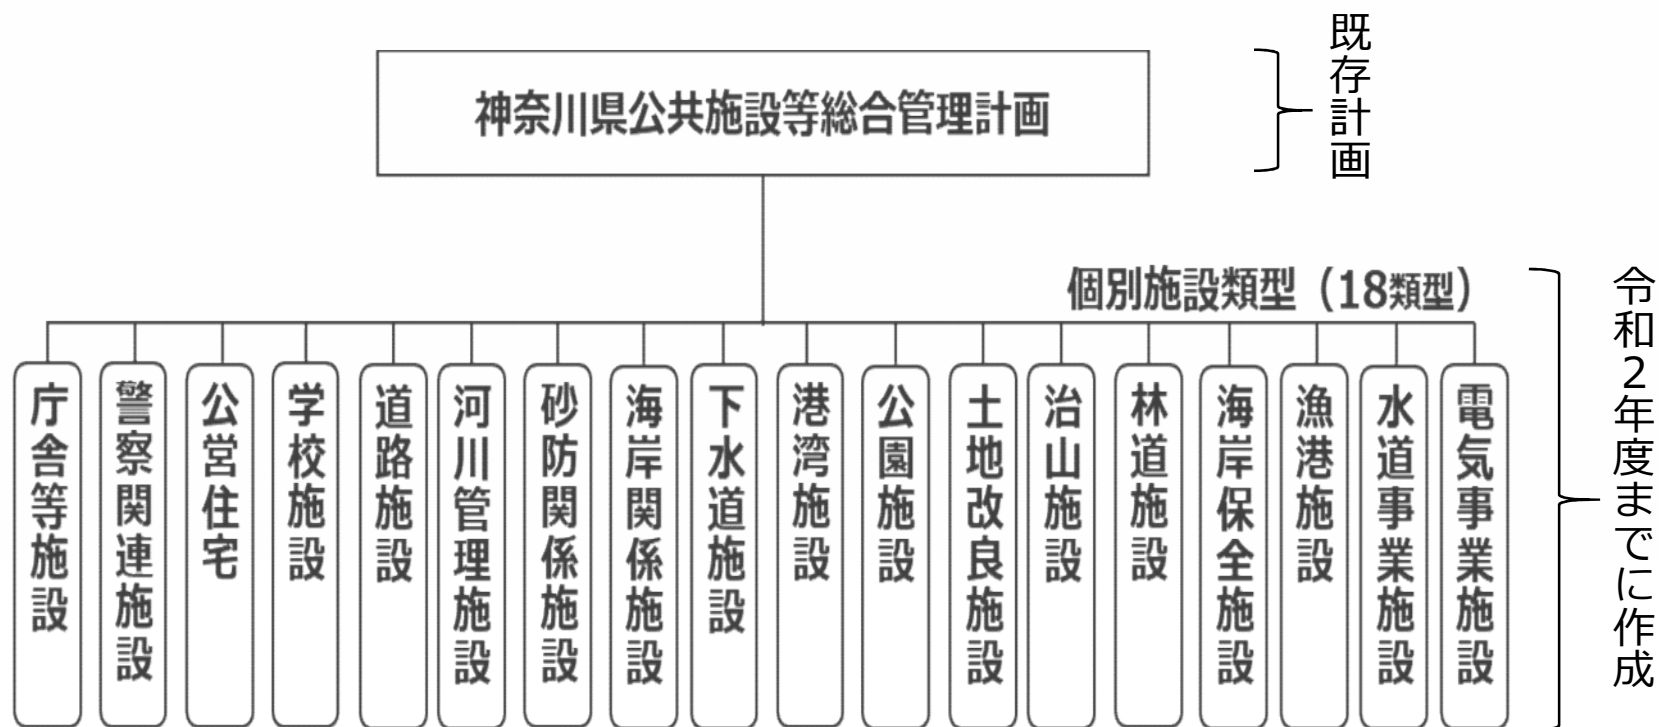 神奈川県公共施設等総合管理計画
既存計画
個別施設類型（18類型）
令和２年度までに作成
庁舎等施設
警察関連施設
公営住宅
学校施設
道路施設
河川管理施設
砂防関係施設
海岸関係施設
下水道施設
港湾施設
公園施設
土地改良施設
治山施設
林道施設
海岸保全施設
漁港施設
水道事業施設
電気事業施設